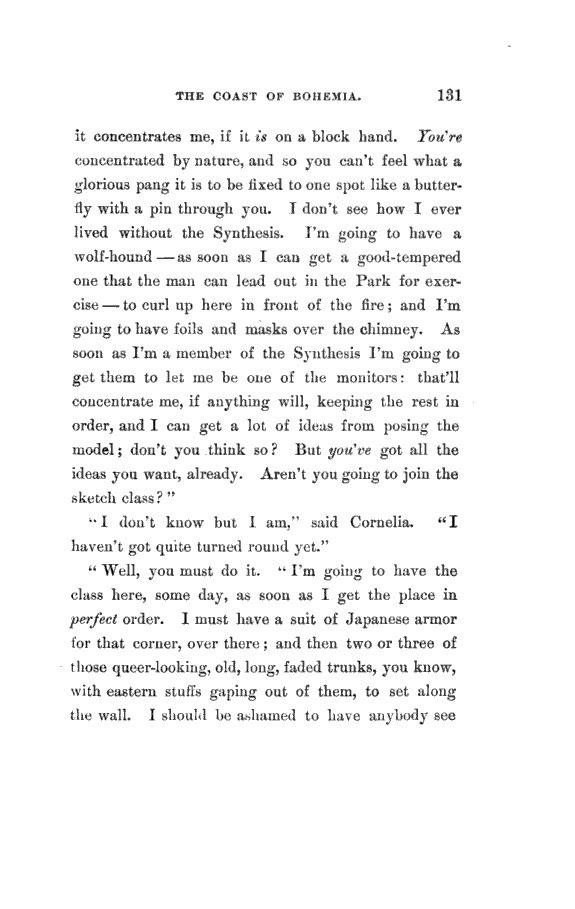 THE COAST OF BOHEMIA. 131
it concentrates me, if it is on a block hand. You're
concentrated by nature, and so you can't feel what a
glorious pang it is to be fixed to one spot like a butter-
fly with a pin through you. I don't see how I ever
lived without the Synthesis. I'm going to have a
wolf-hound — as soon as I can get a good-tempered
one that the man can lead out in the Park for exer-
cise — to curl up here in front of the fire; and I'm
going to have foils and masks over the chimney. As
soon as I'm a member of the Synthesis I'm going to
get them to let me be one of the monitors: that'll
concentrate me, if anything will, keeping the rest in
order, and I can get a lot of ideas from posing the
model; don't you think so? But you've got all the
ideas you want, already. Aren't you going to join the
sketch class?"
"I don't know but I am," said Cornelia. "I
haven't got quite turned round yet."
"Well, you must do it. "I'm going to have the
class here, some day, as soon as I get the place in
perfect order. I must have a suit of Japanese armor
for that corner, over there; and then two or three of
those queer-looking, old, long, faded trunks, you know,
with eastern stuffs gaping out of them, to set along
the wall. I should be ashamed to have anybody see